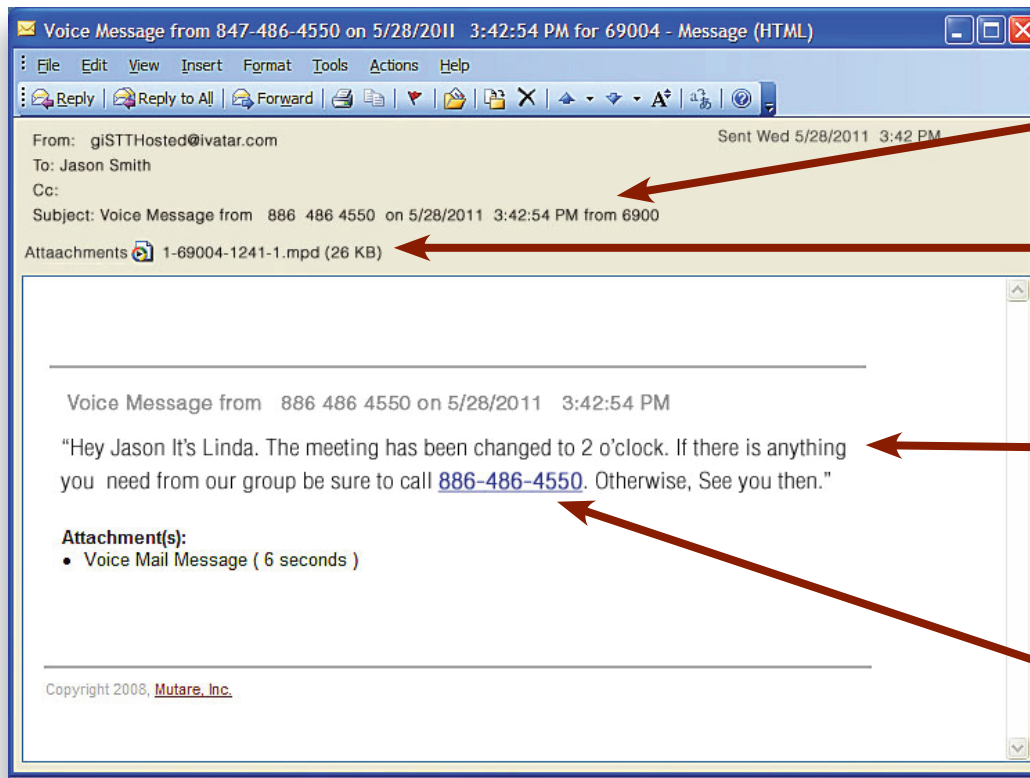 Voice Message from 847-486-4550 on 5/28/2011 3:42:54 PM for 69004 - Message (HTML)
File Edit View Insert Format Tools Actions Help
Reply Reply to All Forward
From: giSTTHosted@ivatar.com Sent Wed 5/28/2011 3:42 PM
To: Jason Smith
Cc:
Subject: Voice Message from 886 486 4550 on 5/28/2011 3:42:54 PM from 6900
Attaachments 1-69004-1241-1.mpd (26 KB)
Voice Message from 886 486 4550 on 5/28/2011 3:42:54 PM
“Hey Jason It’s Linda. The meeting has been changed to 2 o’clock. If there is anything
you need from our group be sure to call 886-486-4550. Otherwise, See you then.”
Attachment(s):
• Voice Mail Message ( 6 seconds )
Copyright 2008, Mutare, Inc.